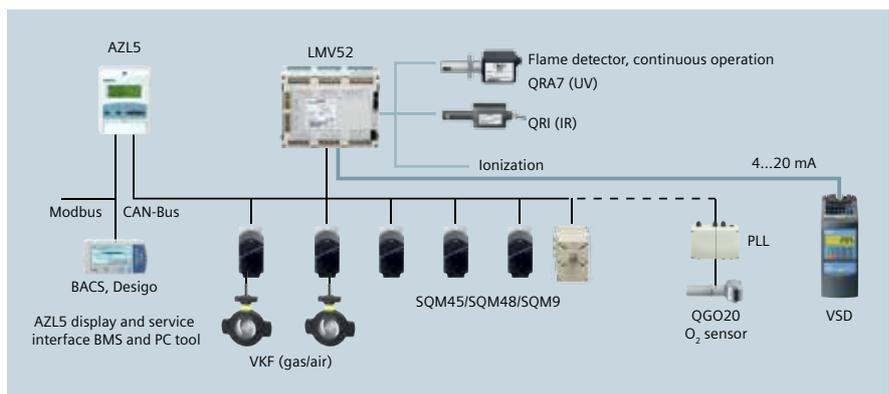 AZL5
LMV52
Flame detector, continuous operation
QRA7 (UV)
QRI (IR)
Ionization
4...20 mA
Modbus
CAN-Bus
BACS, Desigo
AZL5 display and service
interface BMS and PC tool
VKF (gas/air)
SQM45/SQM48/SQM9
PLL
QGO20
O₂ sensor
VSD